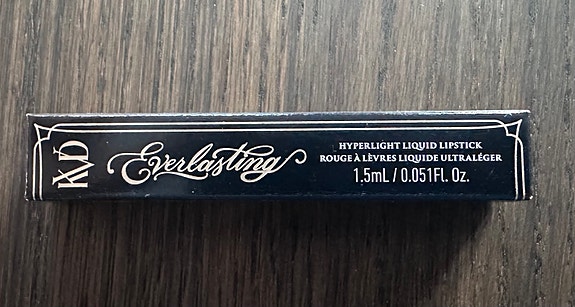 KVD
Everlasting
HYPERLIGHT LIQUID LIPSTICK
ROUGE À LÈVRES LIQUIDE ULTRALÉGER
1.5mL / 0.051Fl. Oz.